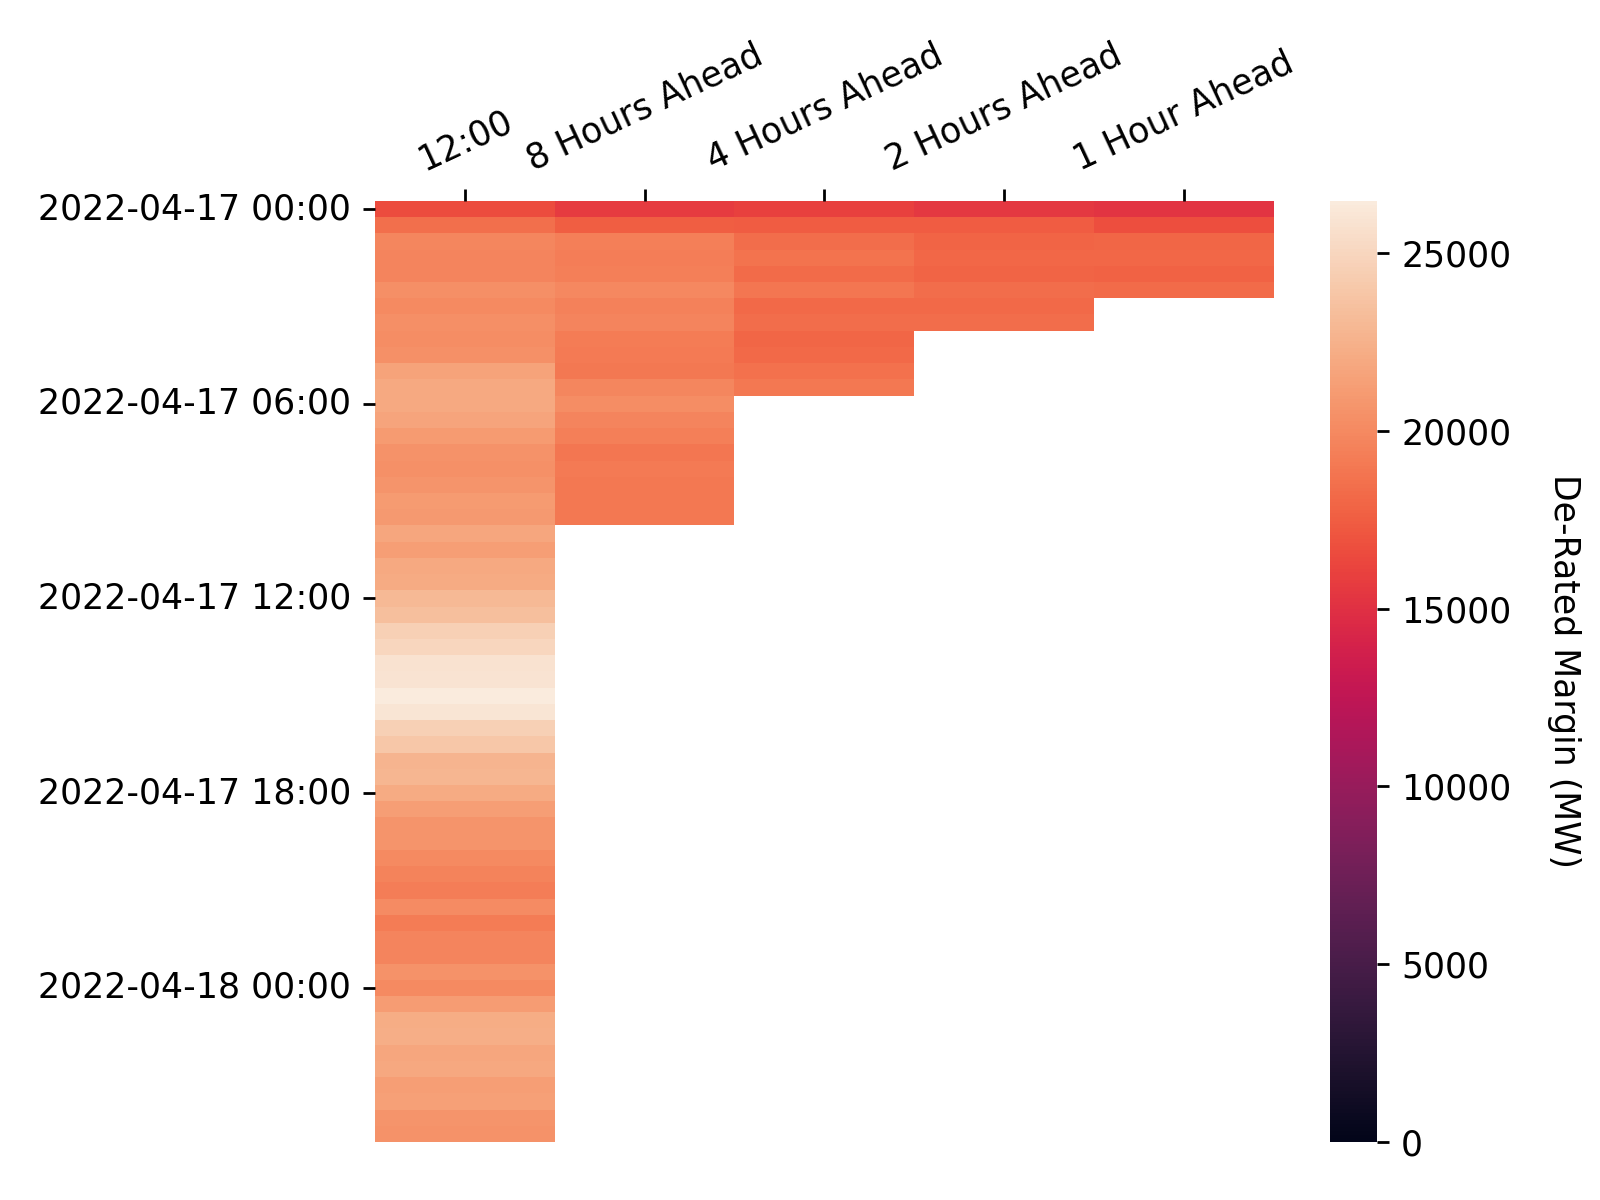 12:00
8 Hours Ahead
4 Hours Ahead
2 Hours Ahead
1 Hour Ahead
2022-04-17 00:00
2022-04-17 06:00
2022-04-17 12:00
2022-04-17 18:00
2022-04-18 00:00
25000
20000
15000
10000
5000
0
De-Rated Margin (MW)